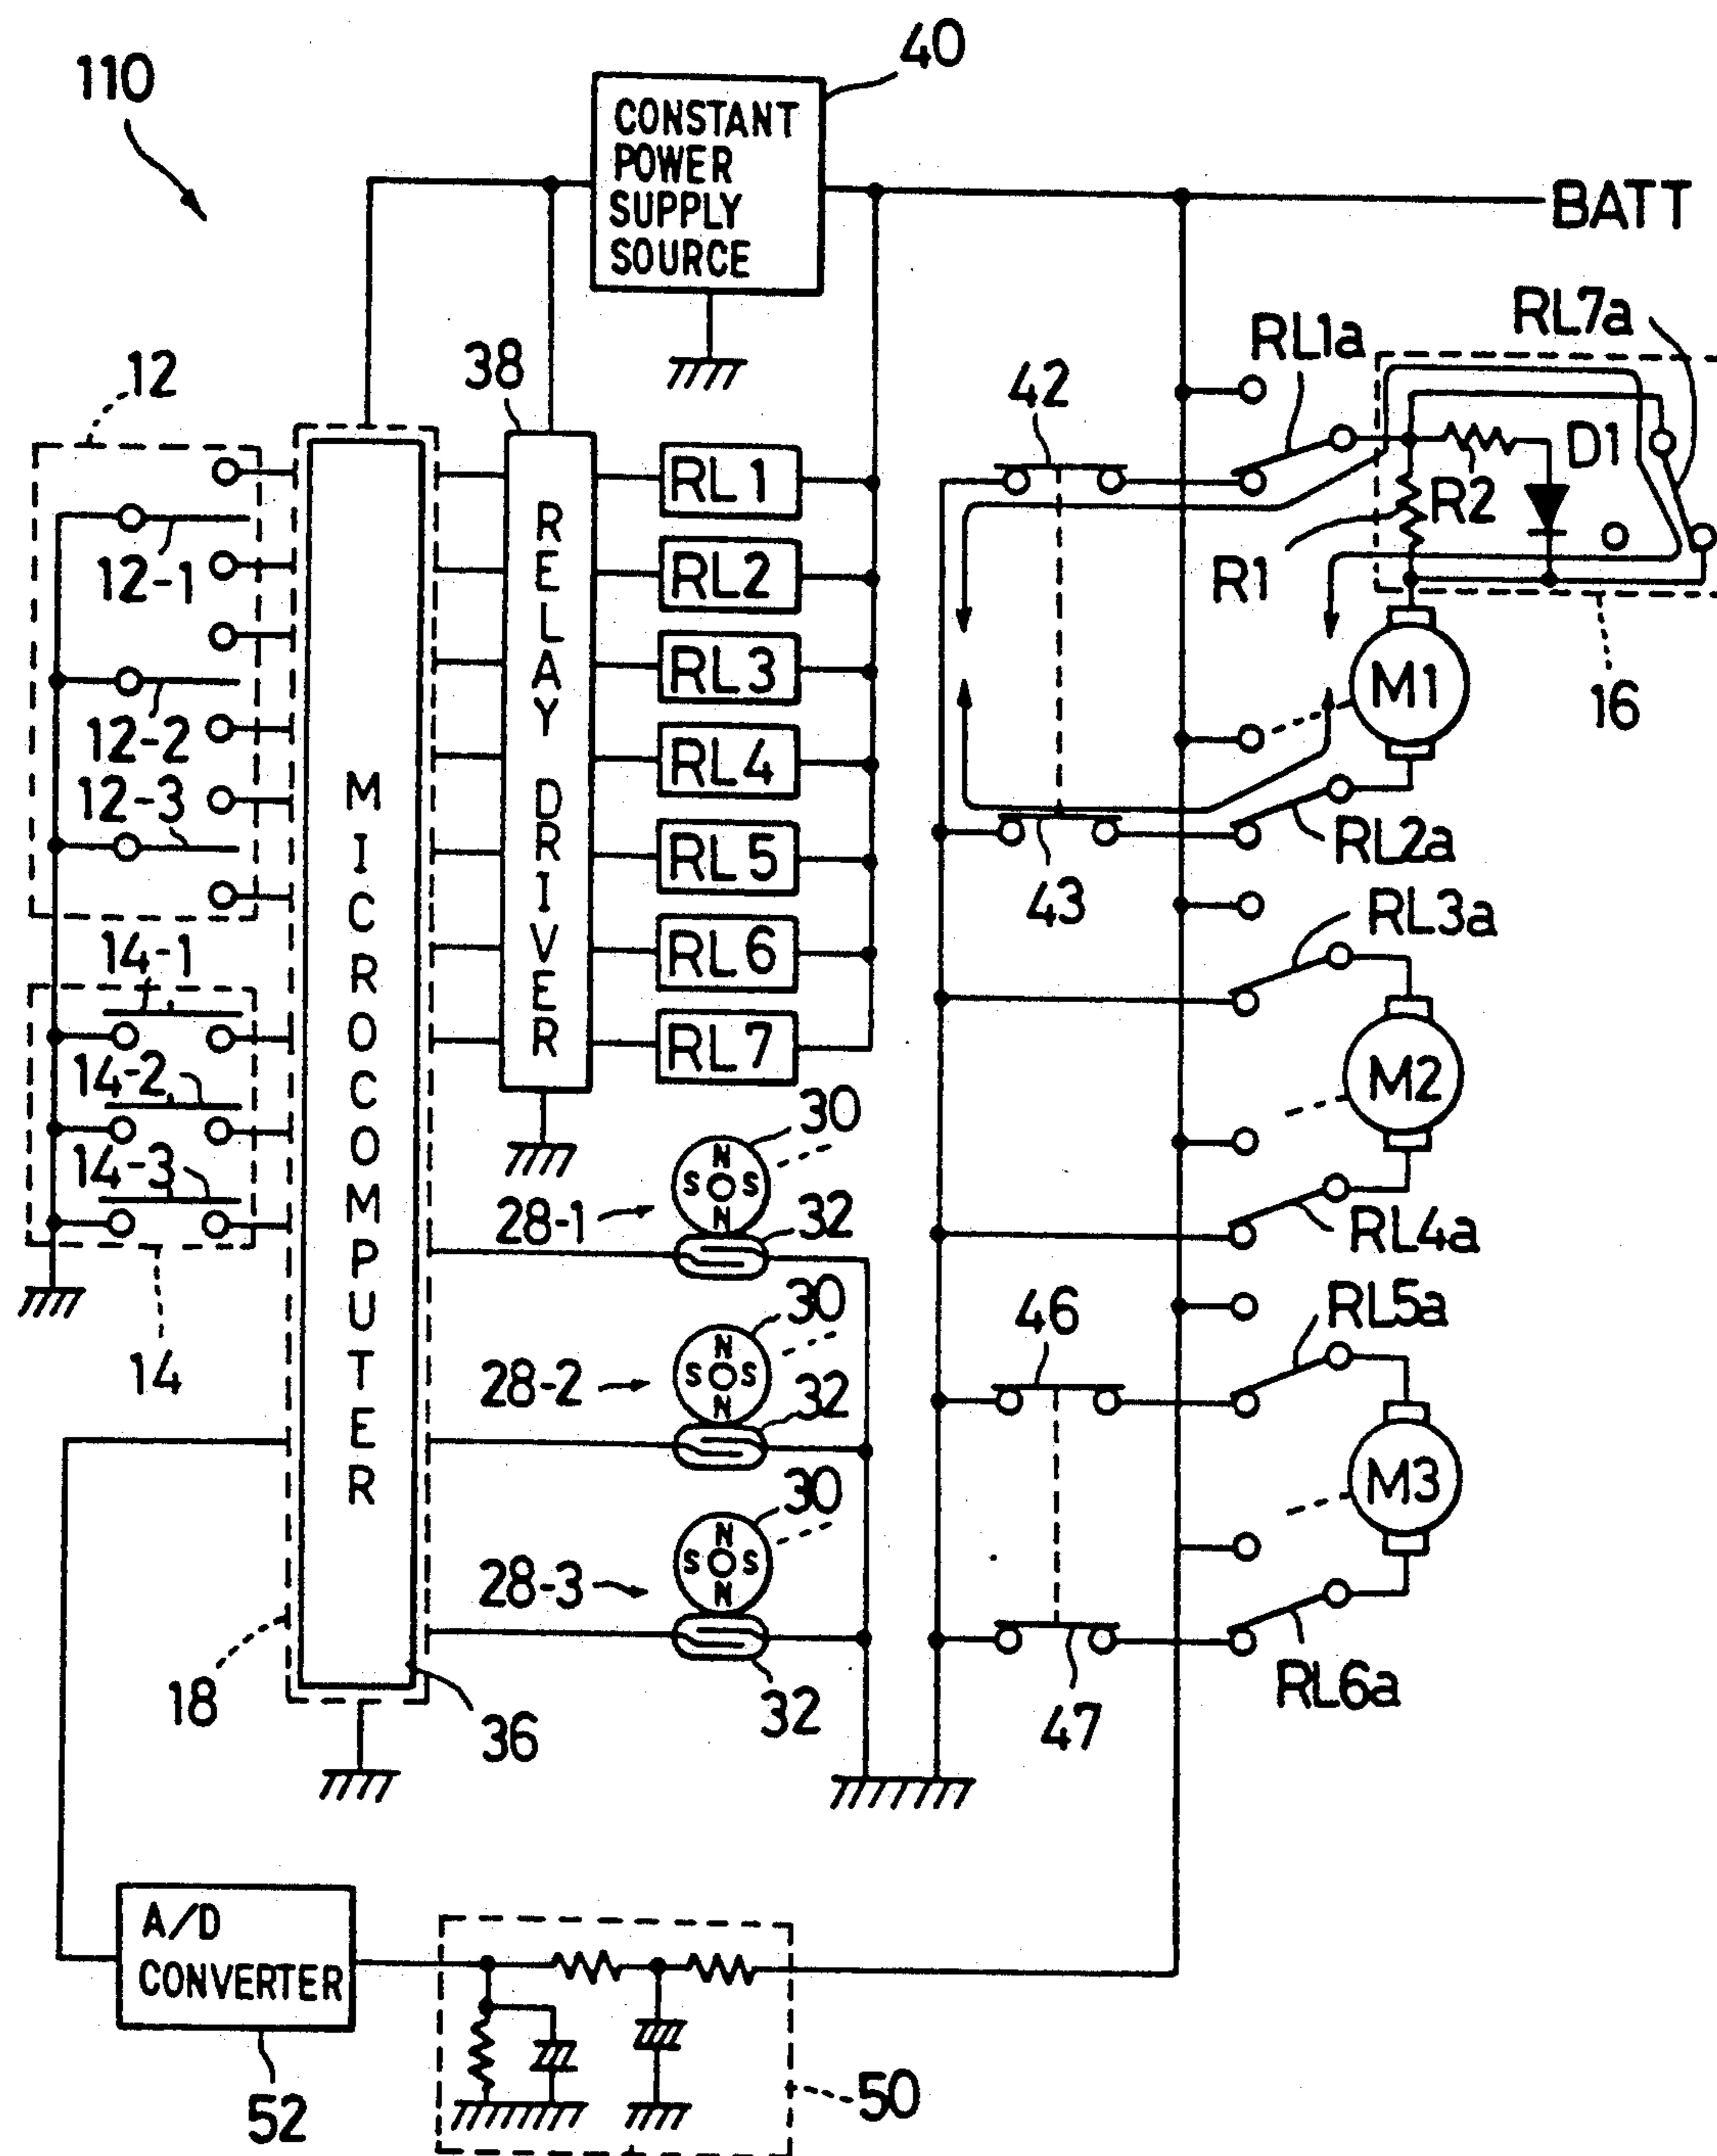 110
40
CONSTANT
POWER
SUPPLY
SOURCE
BATT
RL7a
RL1a
12
38
42
D1
R2
R1
16
M1
RL2a
43
12-1
12-2
12-3
14-1
14-2
14-3
14
MICROCOMPUTER
RELAY DRIVER
RL1
RL2
RL3
RL4
RL5
RL6
RL7
RL3a
M2
RL4a
30
N
S S
N
28-1
32
30
N
S S
N
28-2
32
30
N
S S
N
28-3
32
46
RL5a
M3
RL6a
47
18
36
A/D
CONVERTER
52
50